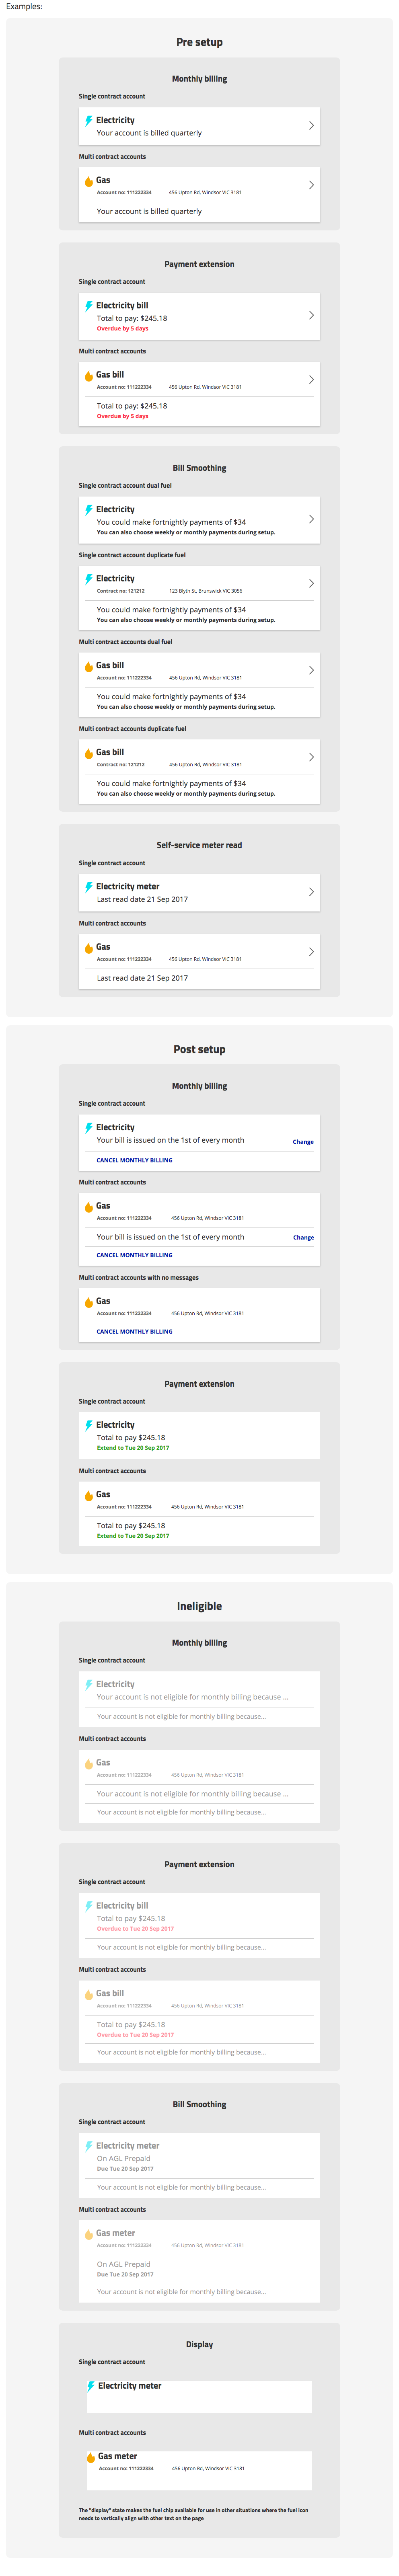 Examples:
Pre setup
Monthly billing
Single contract account
Electricity
Your account is billed quarterly
Multi contract accounts
Gas
Account no: 111222334 456 Upton Rd, Windsor VIC 3181
Your account is billed quarterly
Payment extension
Single contract account
Electricity bill
Total to pay: $245.18
Overdue by 5 days
Multi contract accounts
Gas bill
Account no: 111222334 456 Upton Rd, Windsor VIC 3181
Total to pay: $245.18
Overdue by 5 days
Bill Smoothing
Single contract account dual fuel
Electricity
You could make fortnightly payments of $34
You can also choose weekly or monthly payments during setup.
Single contract account duplicate fuel
Electricity
Contract no: 121212 123 Blyth St, Brunswick VIC 3056
You could make fortnightly payments of $34
You can also choose weekly or monthly payments during setup.
Multi contract accounts dual fuel
Gas bill
Account no: 111222334 456 Upton Rd, Windsor VIC 3181
You could make fortnightly payments of $34
You can also choose weekly or monthly payments during setup.
Multi contract accounts duplicate fuel
Gas bill
Contract no: 121212 456 Upton Rd, Windsor VIC 3181
You could make fortnightly payments of $34
You can also choose weekly or monthly payments during setup.
Self-service meter read
Single contract account
Electricity meter
Last read date 21 Sep 2017
Multi contract accounts
Gas
Account no: 111222334 456 Upton Rd, Windsor VIC 3181
Last read date 21 Sep 2017
Post setup
Monthly billing
Single contract account
Electricity
Your bill is issued on the 1st of every month Change
CANCEL MONTHLY BILLING
Multi contract accounts
Gas
Account no: 111222334 456 Upton Rd, Windsor VIC 3181
Your bill is issued on the 1st of every month Change
CANCEL MONTHLY BILLING
Multi contract accounts with no messages
Gas
Account no: 111222334 456 Upton Rd, Windsor VIC 3181
CANCEL MONTHLY BILLING
Payment extension
Single contract account
Electricity
Total to pay $245.18
Extend to Tue 20 Sep 2017
Multi contract accounts
Gas
Account no: 111222334 456 Upton Rd, Windsor VIC 3181
Total to pay $245.18
Extend to Tue 20 Sep 2017
Ineligible
Monthly billing
Single contract account
Electricity
Your account is not eligible for monthly billing because ...
Your account is not eligible for monthly billing because...
Multi contract accounts
Gas
Account no: 111222334 456 Upton Rd, Windsor VIC 3181
Your account is not eligible for monthly billing because ...
Your account is not eligible for monthly billing because...
Payment extension
Single contract account
Electricity bill
Total to pay $245.18
Overdue to Tue 20 Sep 2017
Your account is not eligible for monthly billing because...
Multi contract accounts
Gas bill
Account no: 111222334 456 Upton Rd, Windsor VIC 3181
Total to pay $245.18
Overdue to Tue 20 Sep 2017
Your account is not eligible for monthly billing because...
Bill Smoothing
Single contract account
Electricity meter
On AGL Prepaid
Due Tue 20 Sep 2017
Your account is not eligible for monthly billing because...
Multi contract accounts
Gas meter
Account no: 111222334 456 Upton Rd, Windsor VIC 3181
On AGL Prepaid
Due Tue 20 Sep 2017
Your account is not eligible for monthly billing because...
Display
Single contract account
Electricity meter
Multi contract accounts
Gas meter
Account no: 111222334 456 Upton Rd, Windsor VIC 3181
The "display" state makes the fuel chip available for use in other situations where the fuel icon
needs to vertically align with other text on the page